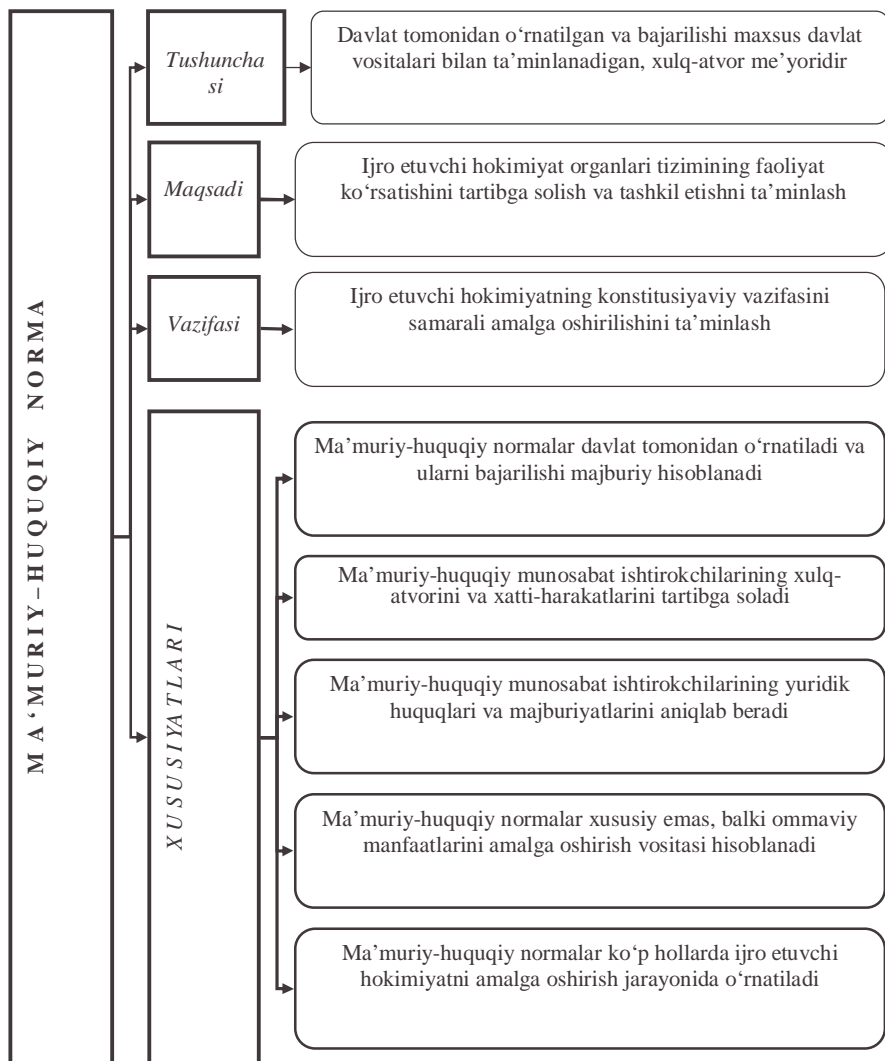 MA‘MURIY–HUQUQIY NORMA
Tushuncha
si
Davlat tomonidan o‘rnatilgan va bajarilishi maxsus davlat
vositalari bilan ta’minlanadigan, xulq-atvor me’yoridir
Maqsadi
Ijro etuvchi hokimiyat organlari tizimining faoliyat
ko‘rsatishini tartibga solish va tashkil etishni ta’minlash
Vazifasi
Ijro etuvchi hokimiyatning konstitusiyaviy vazifasini
samarali amalga oshirilishini ta’minlash
XUSUSIYATLARI
Ma’muriy-huquqiy normalar davlat tomonidan o‘rnatiladi va
ularni bajarilishi majburiy hisoblanadi
Ma’muriy-huquqiy munosabat ishtirokchilarining xulq-
atvorini va xatti-harakatlarini tartibga soladi
Ma’muriy-huquqiy munosabat ishtirokchilarining yuridik
huquqlari va majburiyatlarini aniqlab beradi
Ma’muriy-huquqiy normalar xususiy emas, balki ommaviy
manfaatlarini amalga oshirish vositasi hisoblanadi
Ma’muriy-huquqiy normalar ko‘p hollarda ijro etuvchi
hokimiyatni amalga oshirish jarayonida o‘rnatiladi